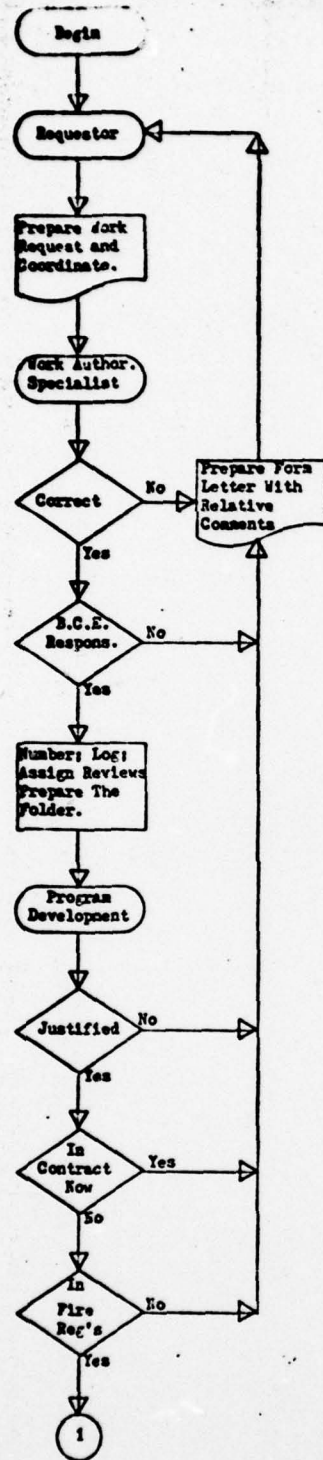 Begin
Requestor
Prepare Work
Request and
Coordinate.
Work Author.
Specialist
Correct
No
Prepare Form
Letter With
Relative
Comments
Yes
B.C.E.
Respons.
No
Yes
Number; Log;
Assign Reviews
Prepare The
Folder.
Program
Development
Justified
No
Yes
In
Contract
Now
Yes
No
In
Fire
Reg's
No
Yes
1